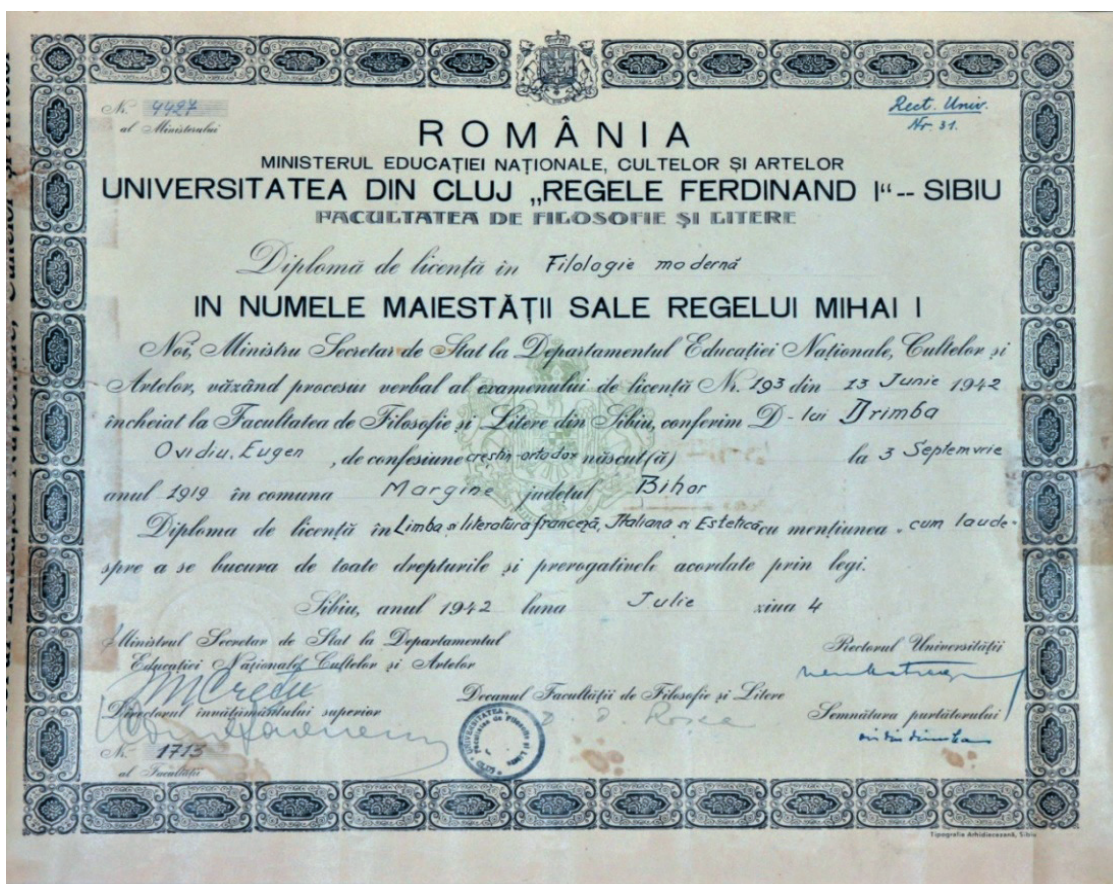 Nr. 4427
al Ministerului
Rect. Univ.
Nr. 31.
ROMÂNIA
MINISTERUL EDUCAȚIEI NAȚIONALE, CULTELOR ȘI ARTELOR
UNIVERSITATEA DIN CLUJ „REGELE FERDINAND I“ -- SIBIU
FACULTATEA DE FILOSOFIE ȘI LITERE
Diplomă de licență în Filologie modernă
IN NUMELE MAIESTĂȚII SALE REGELUI MIHAI I
Noi, Ministru Secretar de Stat la Departamentul Educației Naționale, Cultelor și
Artelor, văzând procesul verbal al examenului de licență Nr. 193 din 13 Junie 1942
încheiat la Facultatea de Filosofie și Litere din Sibiu, conferim D-lui Drimba
Ovidiu, Eugen, de confesiune creștin-ortodox născut(ă) la 3 Septemvrie
anul 1919 în comuna Margine județul Bihor
Diploma de licență în Limba și literatura franceză, Italiana și Estetică cu mențiunea „cum laude“
spre a se bucura de toate drepturile și prerogativele acordate prin legi.
Sibiu, anul 1942 luna Julie ziua 4
Ministrul Secretar de Stat la Departamentul
Educației Naționale, Cultelor și Artelor
Rectorul Universității
Decanul Facultății de Filosofie și Litere
D. D. Rosca
Directorul învățământului superior
Semnătura purtătorului
Nr. 1713
al Facultății
Tipografia Arhidiecezană, Sibiu